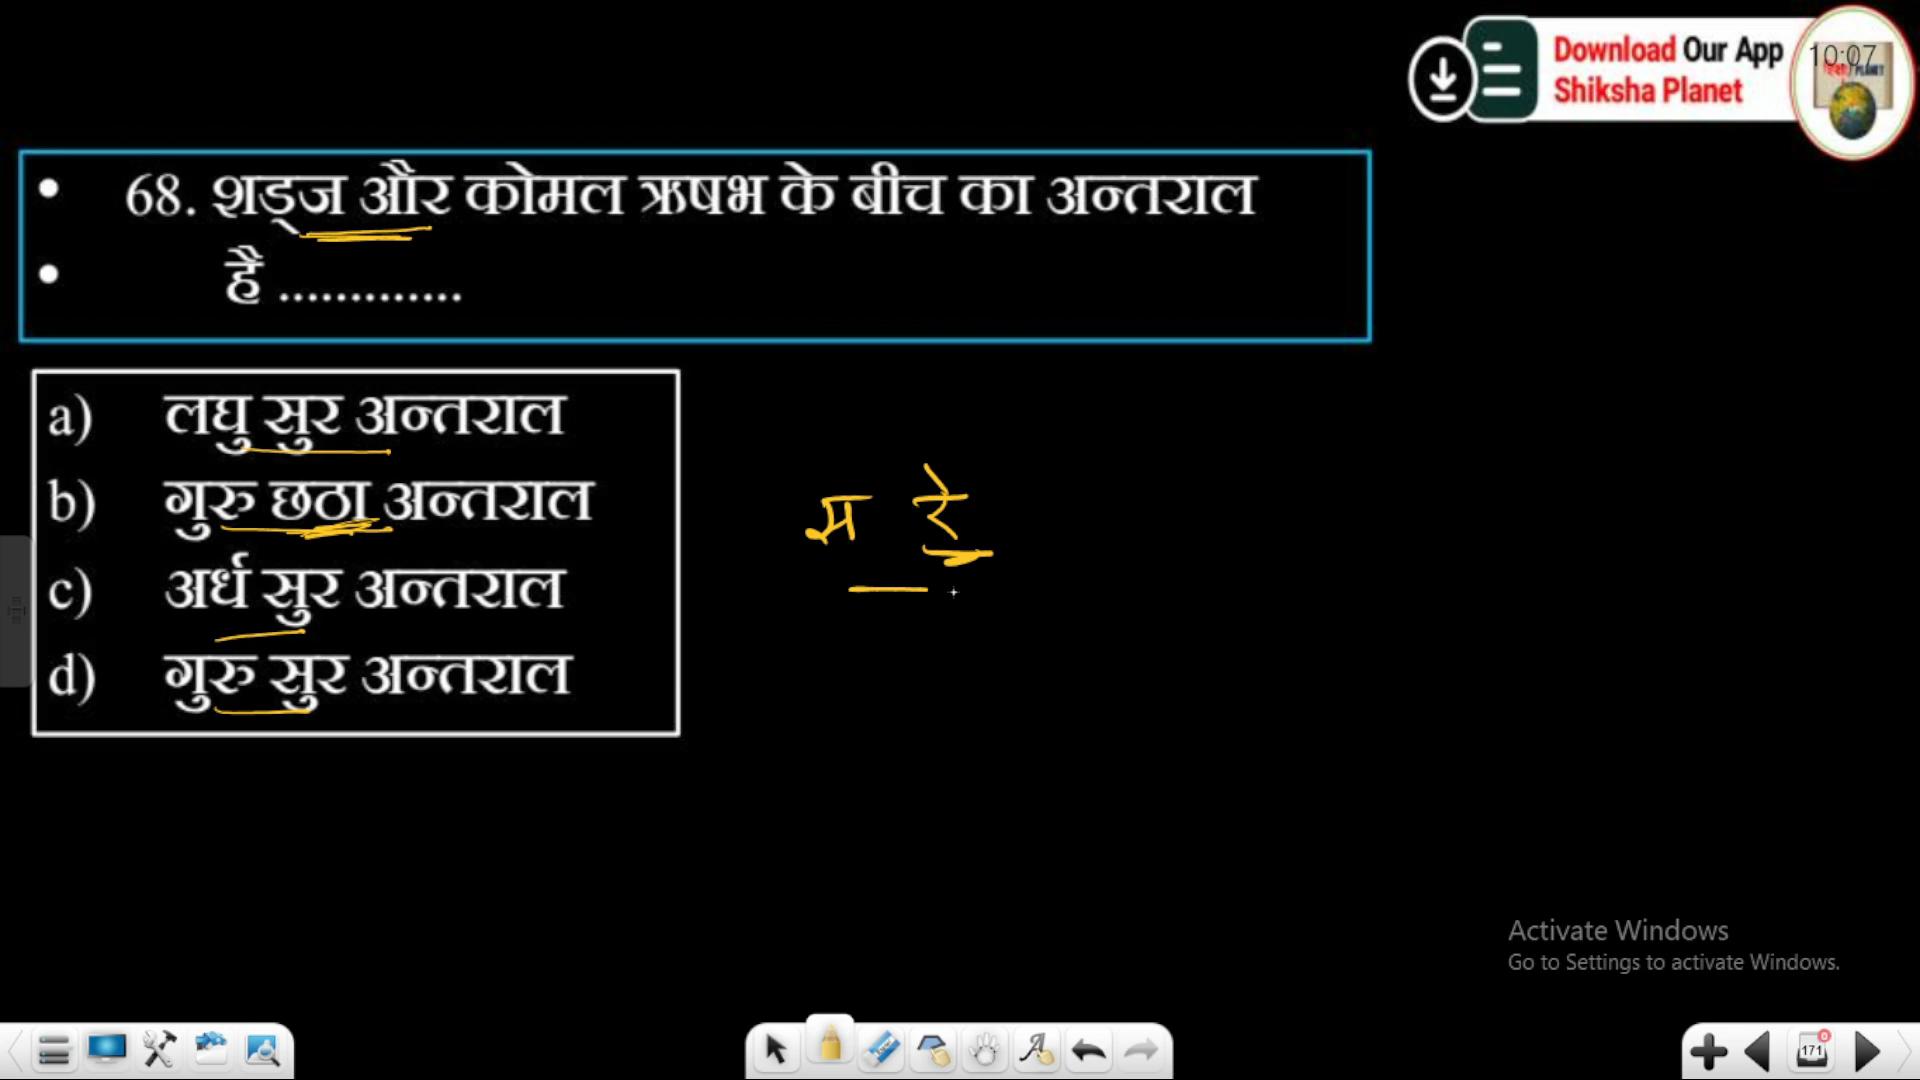 Download Our App
Shiksha Planet
10:07
• 68. शड्ज और कोमल ऋषभ के बीच का अन्तराल
• है .............
a) लघु सुर अन्तराल
b) गुरु छठा अन्तराल
c) अर्ध सुर अन्तराल
d) गुरु सुर अन्तराल
स रे
Activate Windows
Go to Settings to activate Windows.
171